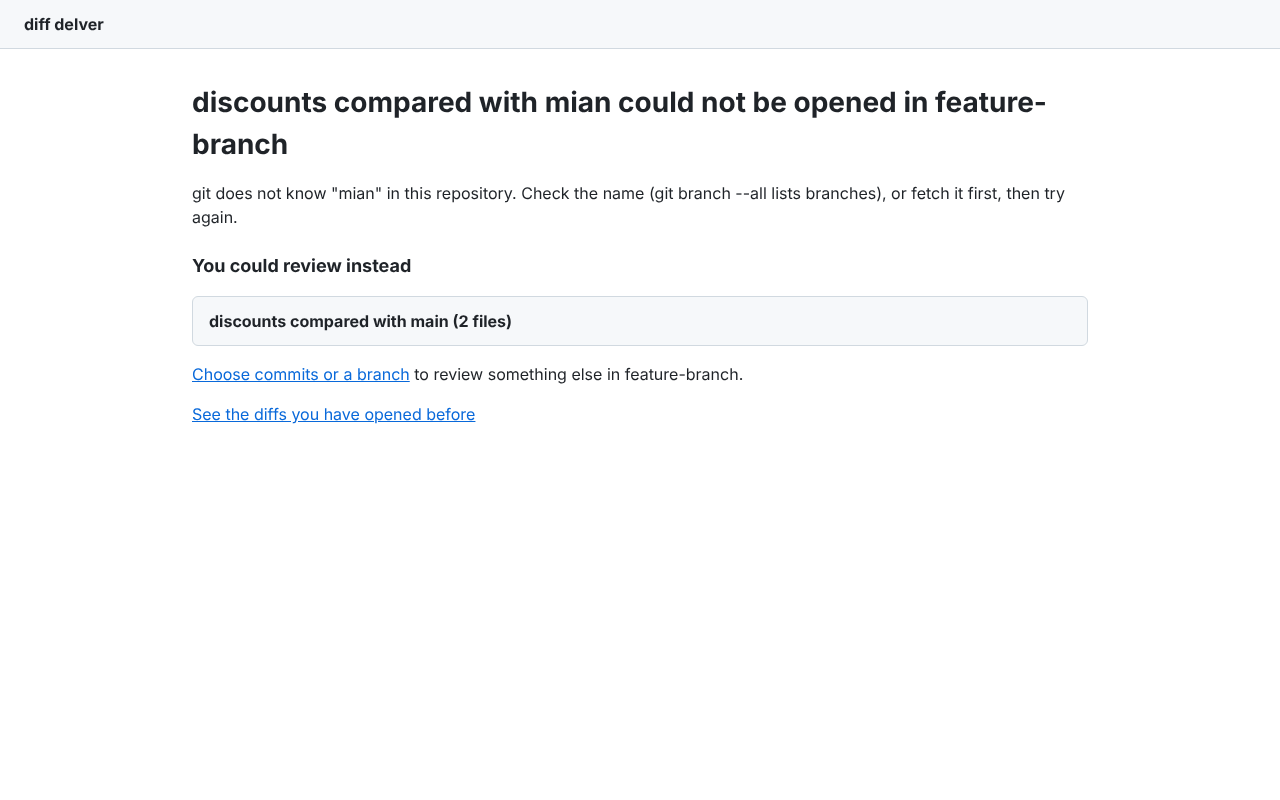 diff delver
discounts compared with mian could not be opened in feature-
branch
git does not know "mian" in this repository. Check the name (git branch --all lists branches), or fetch it first, then try
again.
You could review instead
discounts compared with main (2 files)
Choose commits or a branch to review something else in feature-branch.
See the diffs you have opened before